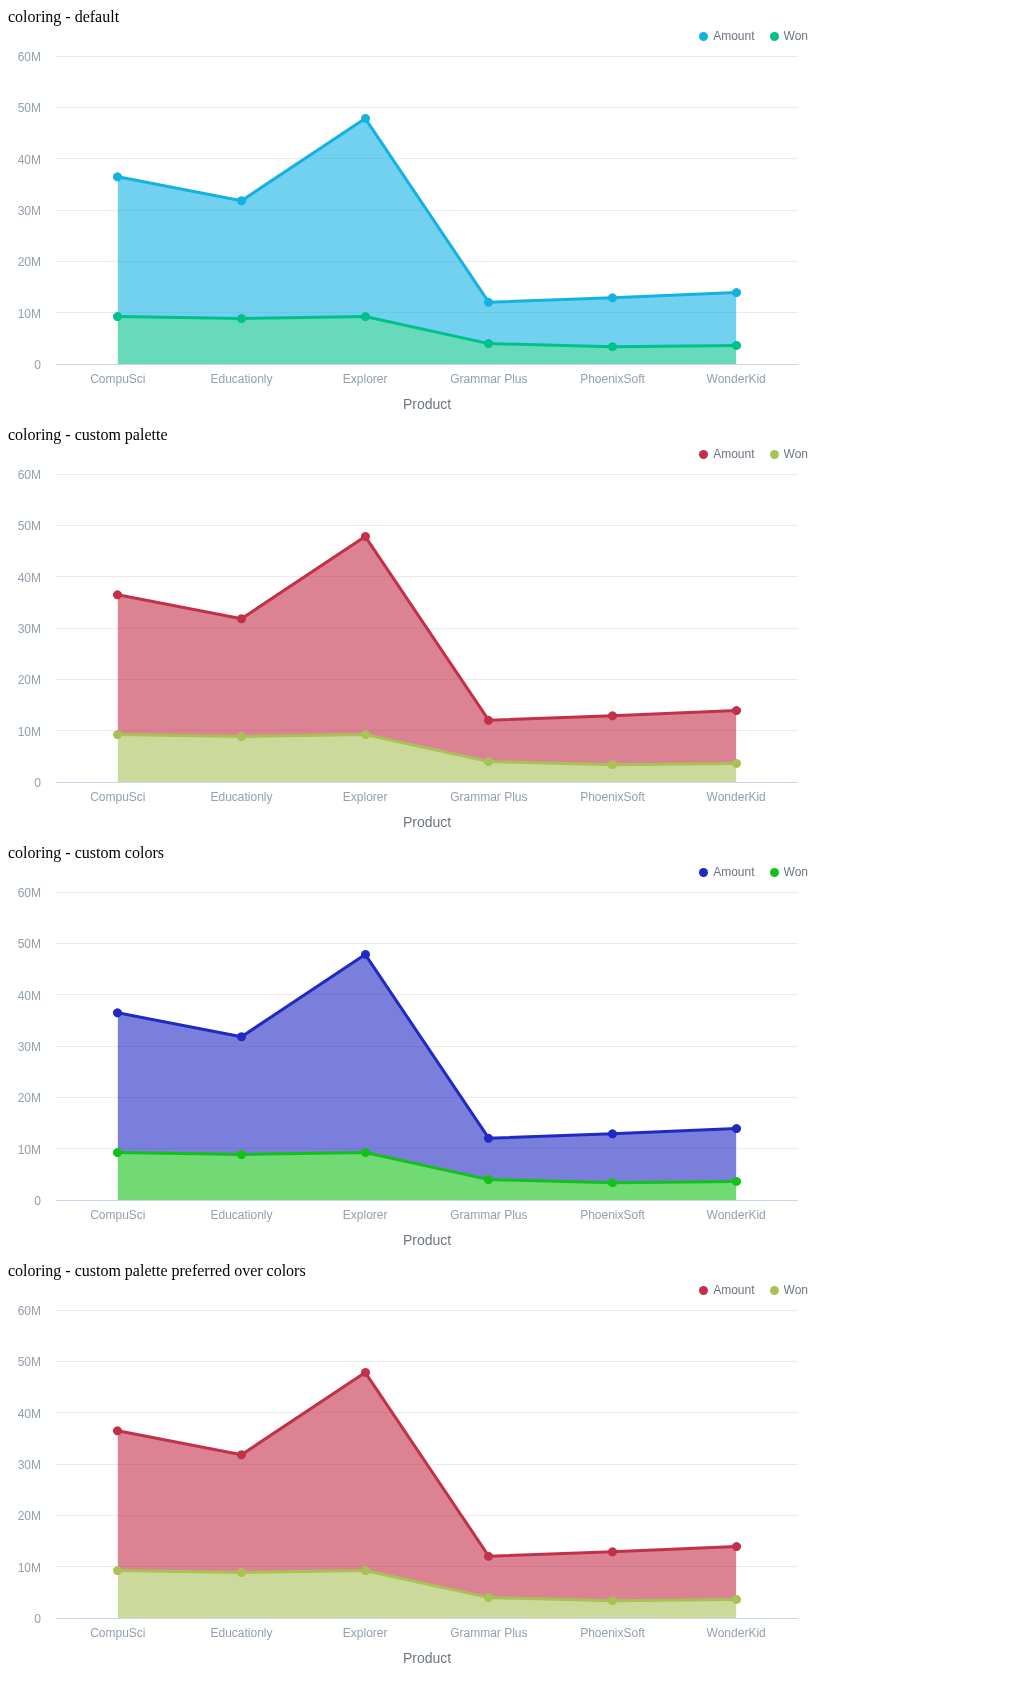 coloring - default
Amount Won
60M
50M
40M
30M
20M
10M
0
CompuSci Educationly Explorer Grammar Plus PhoenixSoft WonderKid
Product
coloring - custom palette
Amount Won
60M
50M
40M
30M
20M
10M
0
CompuSci Educationly Explorer Grammar Plus PhoenixSoft WonderKid
Product
coloring - custom colors
Amount Won
60M
50M
40M
30M
20M
10M
0
CompuSci Educationly Explorer Grammar Plus PhoenixSoft WonderKid
Product
coloring - custom palette preferred over colors
Amount Won
60M
50M
40M
30M
20M
10M
0
CompuSci Educationly Explorer Grammar Plus PhoenixSoft WonderKid
Product